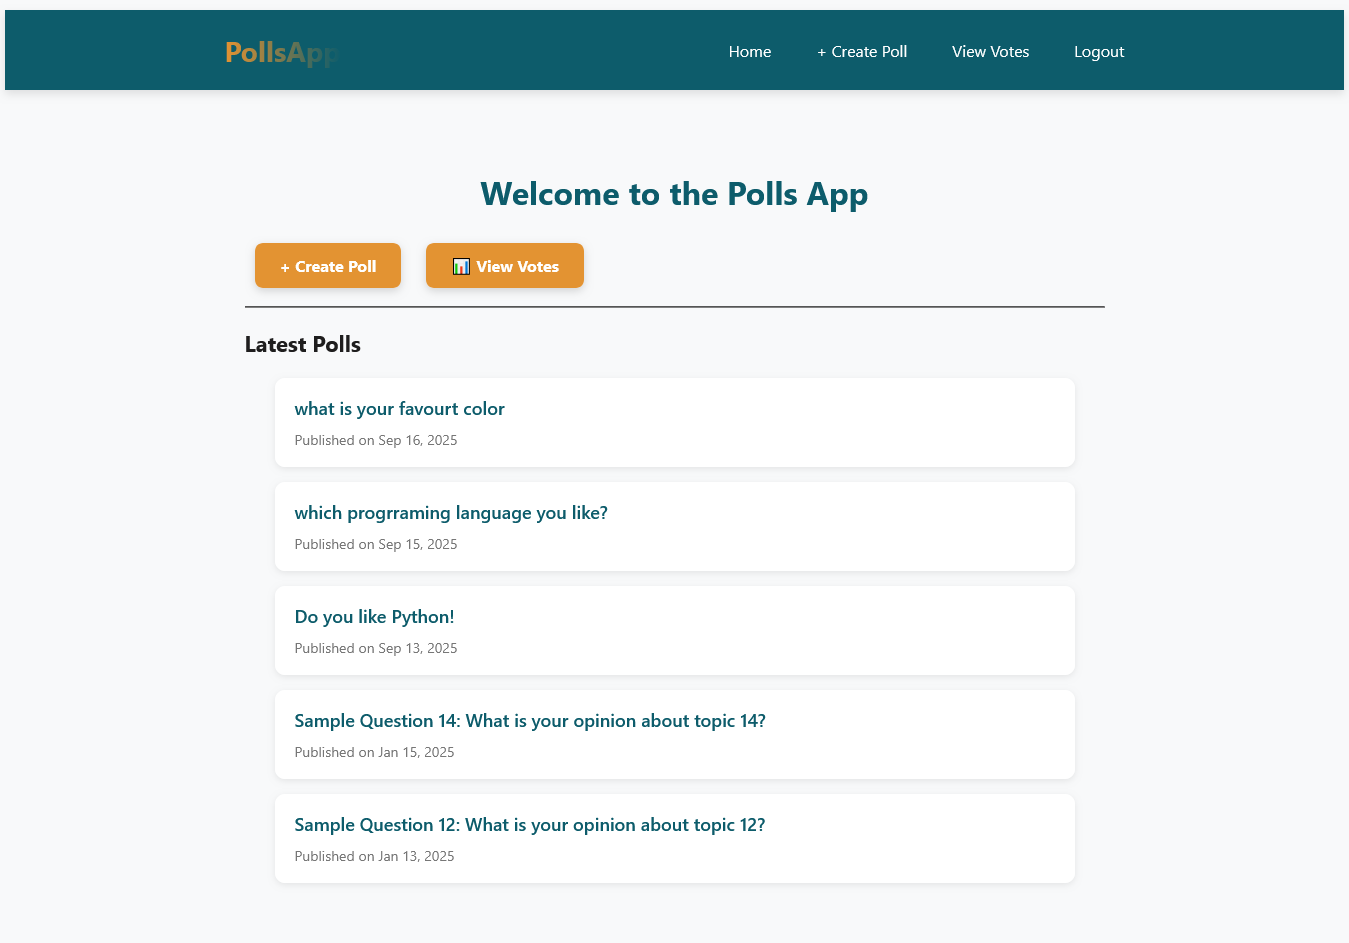 PollsApp
Home + Create Poll View Votes Logout
Welcome to the Polls App
+ Create Poll 📊 View Votes
Latest Polls
what is your favourt color
Published on Sep 16, 2025
which progrraming language you like?
Published on Sep 15, 2025
Do you like Python!
Published on Sep 13, 2025
Sample Question 14: What is your opinion about topic 14?
Published on Jan 15, 2025
Sample Question 12: What is your opinion about topic 12?
Published on Jan 13, 2025